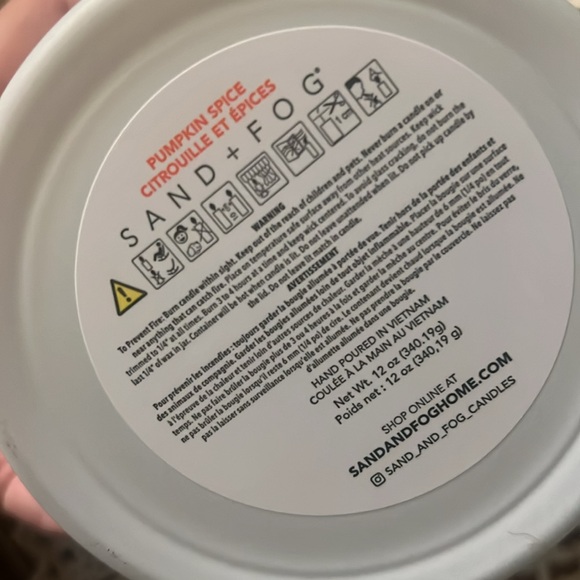 PUMPKIN SPICE
CITROUILLE ET ÉPICES
SAND + FOG®
WARNING
To Prevent Fire: Burn candle within sight. Keep out of the reach of children and pets. Never burn a candle on or
near anything that can catch fire. Place on temperature safe surface away from other heat sources. Keep wick
trimmed to 1/4" at all times. Burn 3 to 4 hours at a time and keep wick centered. To avoid glass cracking, do not burn the
last 1/4" of wax in jar. Container will be hot when candle is lit. Do not leave unattended when lit. Do not pick up candle by
the lid. Do not leave lit match in candle.
AVERTISSEMENT
Pour prévenir les incendies : toujours garder la bougie allumée à portée de vue. Tenir hors de la portée des enfants et
des animaux de compagnie. Garder les bougies allumées loin de tout objet inflammable. Placer la bougie sur une surface
à l'épreuve de la chaleur et tenir loin d'autres sources de chaleur. Garder la mèche à une hauteur de 6 mm (1/4 po) en tout
temps. Ne pas faire brûler la bougie plus de 3 ou 4 heures à la fois et garder la mèche au centre. Pour éviter le bris du verre,
ne pas brûler la bougie lorsqu'il reste 6 mm (1/4 po) de cire. Le contenant devient chaud lorsque la bougie est allumée. Ne
pas la laisser sans surveillance lorsqu'elle est allumée. Ne pas prendre la bougie par le couvercle. Ne laissez pas
d'allumette allumée dans une bougie.
HAND POURED IN VIETNAM
COULÉE À LA MAIN AU VIETNAM
Net Wt. 12 oz (340.19g)
Poids net : 12 oz (340,19 g)
SHOP ONLINE AT
SANDANDFOGHOME.COM
SAND_AND_FOG_CANDLES